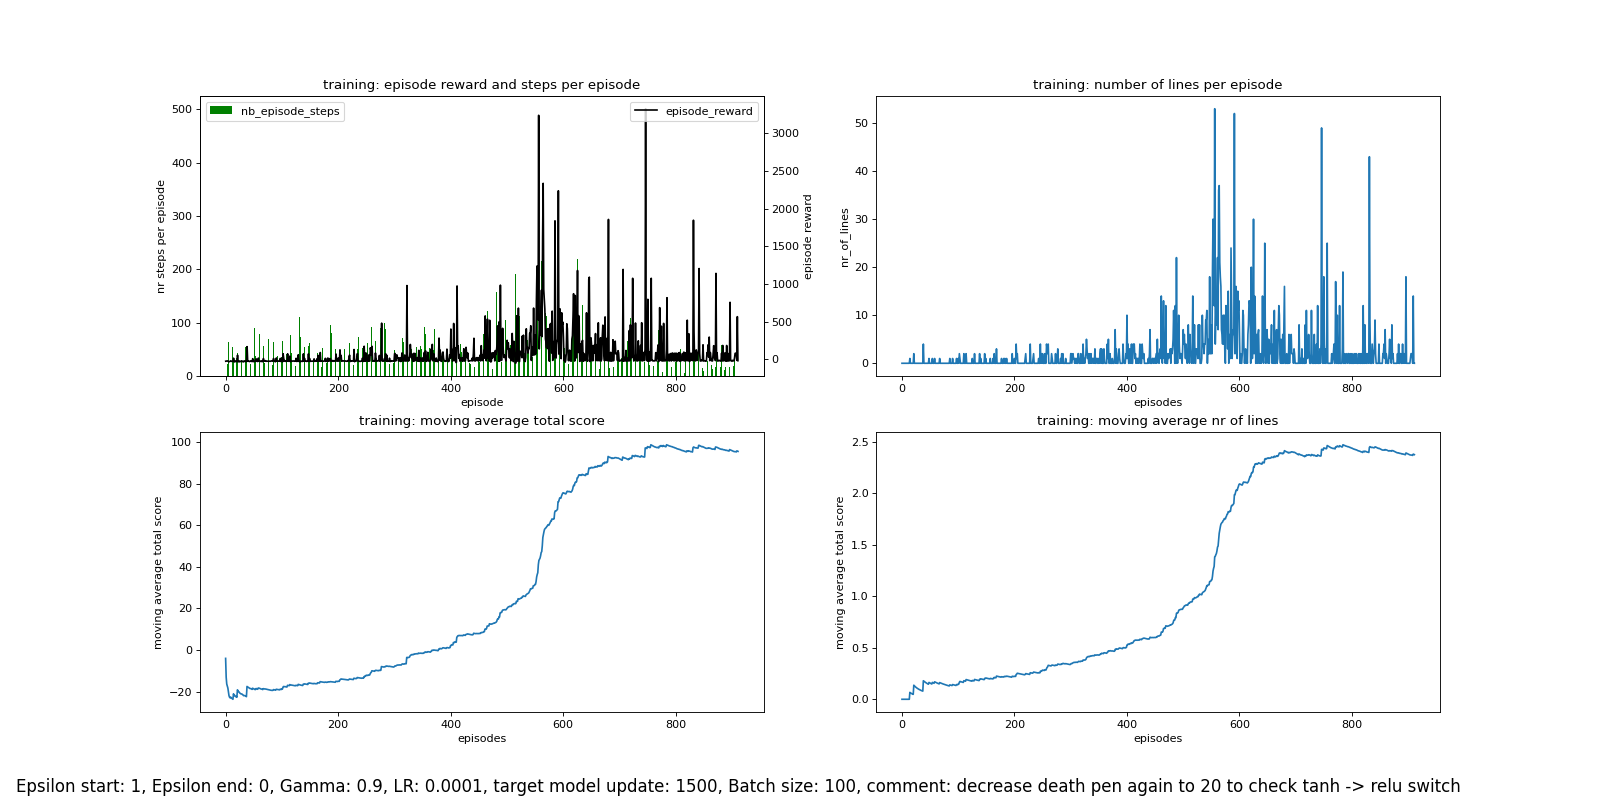 training: episode reward and steps per episode
nb_episode_steps
episode_reward
500
400
300
200
100
0
nr steps per episode
3000
2500
2000
1500
1000
500
0
episode reward
0 200 400 600 800
episode
training: number of lines per episode
50
40
30
20
10
0
nr_of_lines
0 200 400 600 800
episodes
training: moving average total score
100
80
60
40
20
0
−20
moving average total score
0 200 400 600 800
episodes
training: moving average nr of lines
2.5
2.0
1.5
1.0
0.5
0.0
moving average total score
0 200 400 600 800
episodes
Epsilon start: 1, Epsilon end: 0, Gamma: 0.9, LR: 0.0001, target model update: 1500, Batch size: 100, comment: decrease death pen again to 20 to check tanh -> relu switch